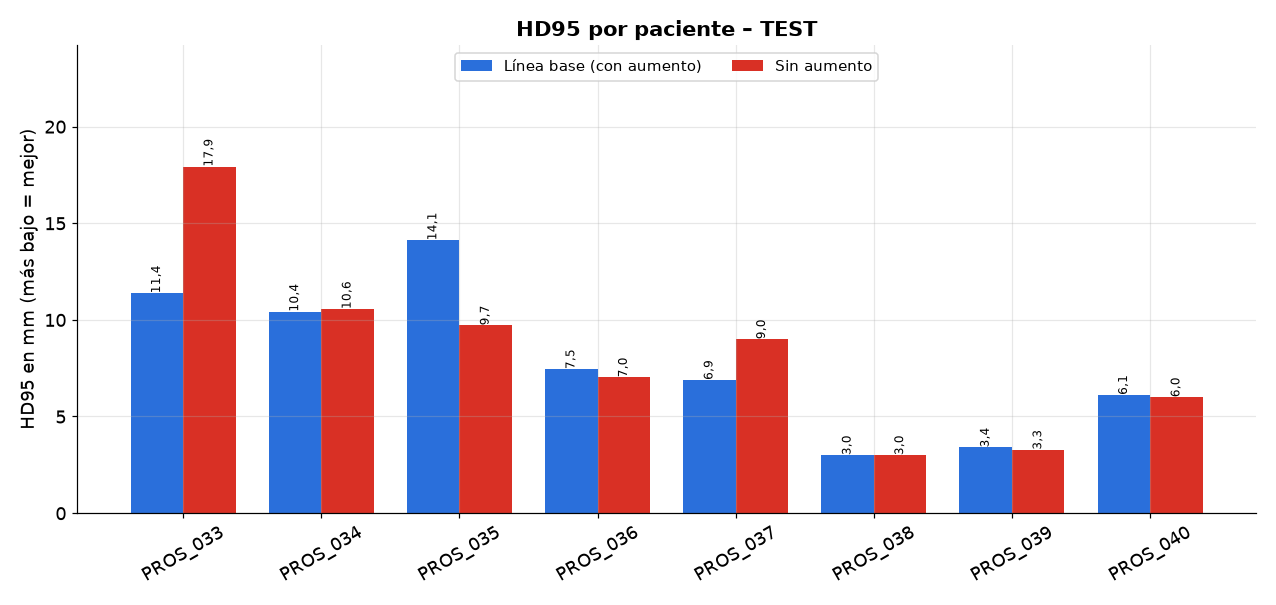 HD95 por paciente – TEST
Línea base (con aumento)
Sin aumento
HD95 en mm (más bajo = mejor)
20
15
10
5
0
11,4
17,9
10,4
10,6
14,1
9,7
7,5
7,0
6,9
9,0
3,0
3,0
3,4
3,3
6,1
6,0
PROS_033
PROS_034
PROS_035
PROS_036
PROS_037
PROS_038
PROS_039
PROS_040